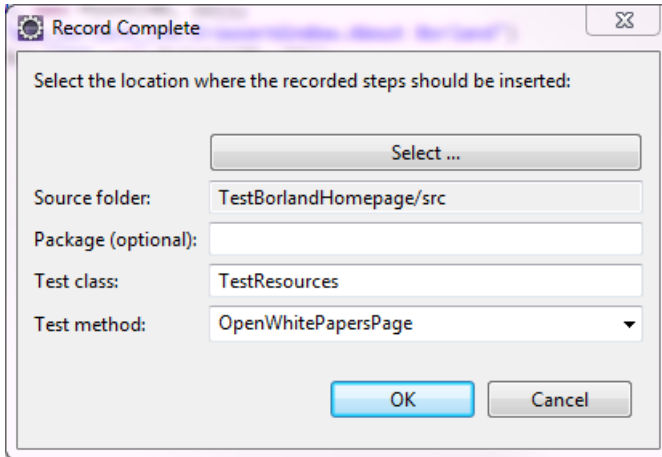 Record Complete
Select the location where the recorded steps should be inserted:
Select ...
Source folder: TestBorlandHomepage/src
Package (optional):
Test class: TestResources
Test method: OpenWhitePapersPage
OK Cancel